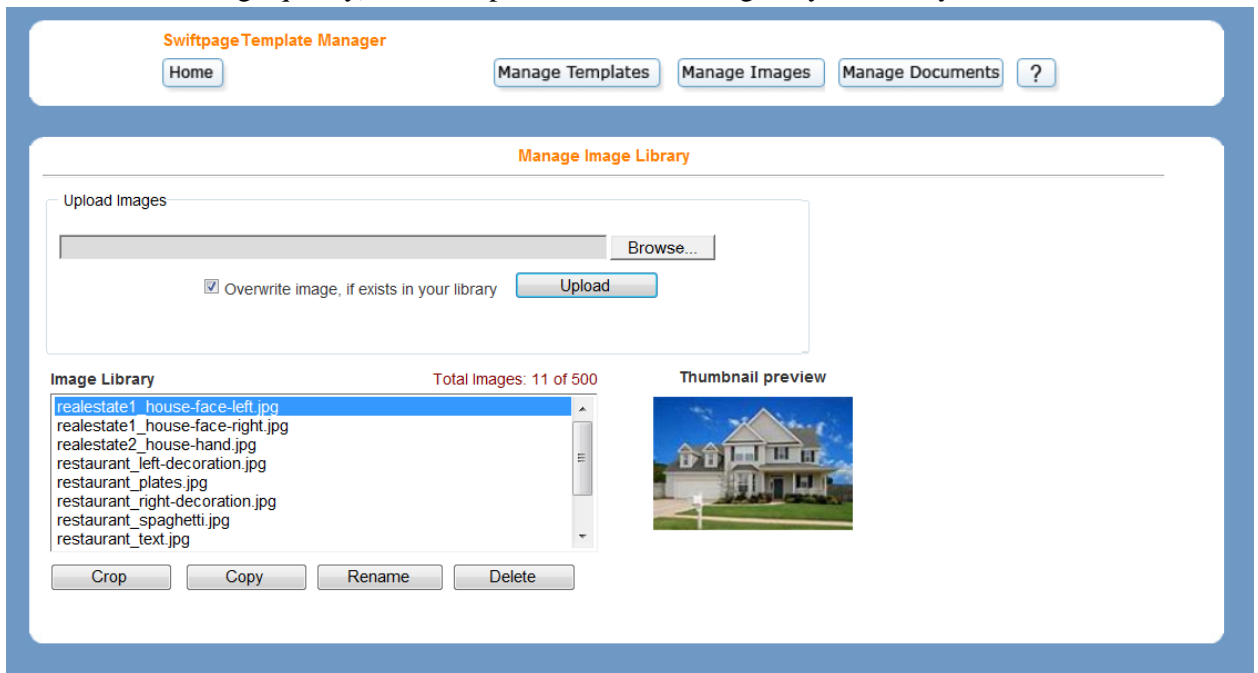 SwiftpageTemplate Manager
Home Manage Templates Manage Images Manage Documents ?
Manage Image Library
Upload Images
Browse...
Overwrite image, if exists in your library Upload
Image Library Total Images: 11 of 500 Thumbnail preview
realestate1_house-face-left.jpg
realestate1_house-face-right.jpg
realestate2_house-hand.jpg
restaurant_left-decoration.jpg
restaurant_plates.jpg
restaurant_right-decoration.jpg
restaurant_spaghetti.jpg
restaurant_text.jpg
Crop Copy Rename Delete